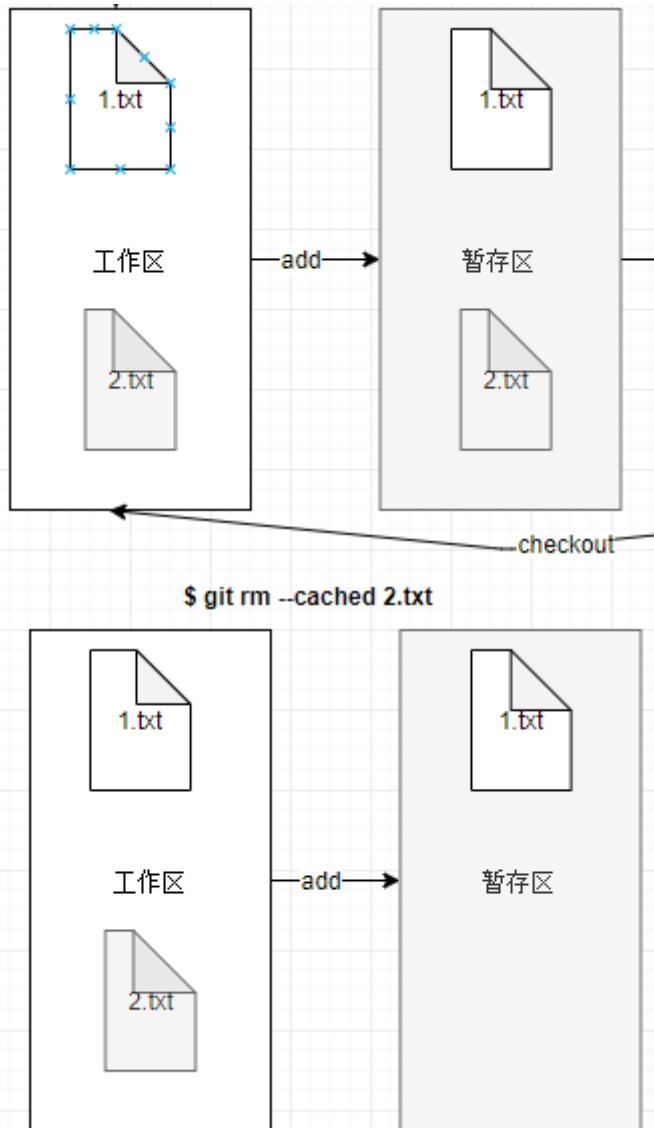 1.txt
1.txt
工作区
add
暂存区
2.txt
2.txt
checkout
$ git rm --cached 2.txt
1.txt
1.txt
工作区
add
暂存区
2.txt